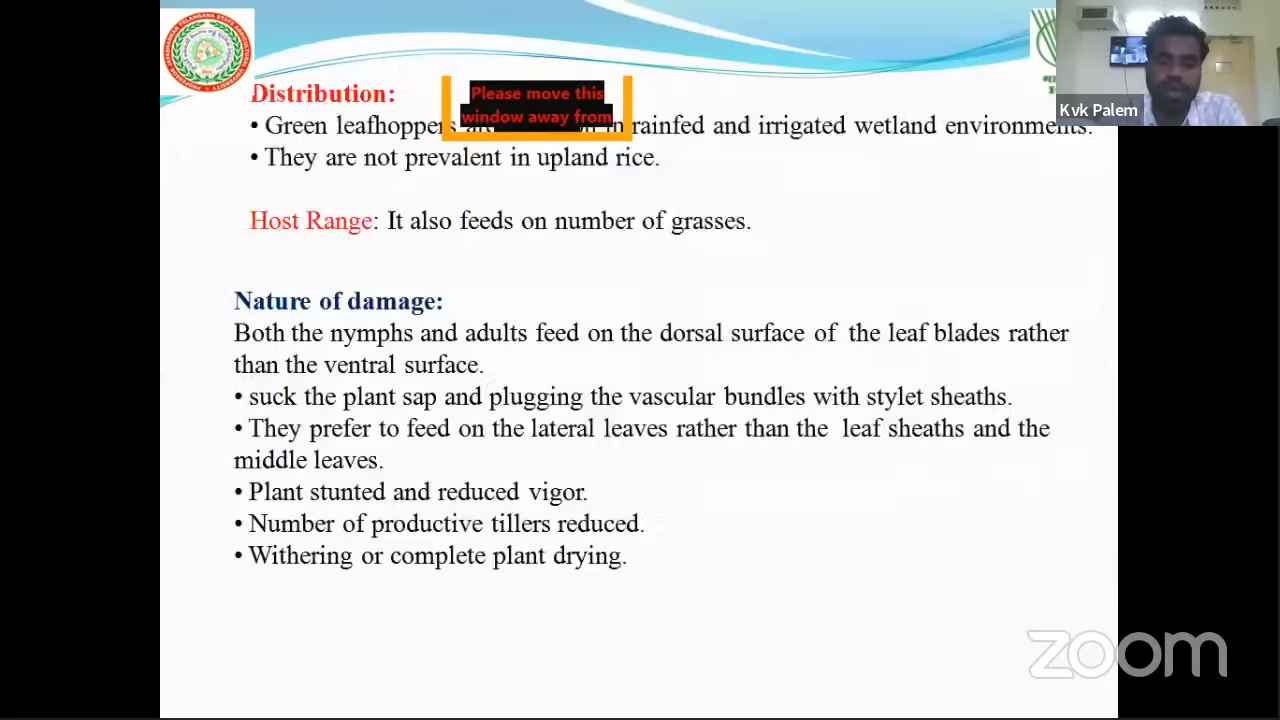 Distribution:
Please move this
window away from
• Green leafhoppers in rainfed and irrigated wetland environments.
• They are not prevalent in upland rice.
Host Range: It also feeds on number of grasses.
Nature of damage:
Both the nymphs and adults feed on the dorsal surface of the leaf blades rather
than the ventral surface.
• suck the plant sap and plugging the vascular bundles with stylet sheaths.
• They prefer to feed on the lateral leaves rather than the leaf sheaths and the
middle leaves.
• Plant stunted and reduced vigor.
• Number of productive tillers reduced.
• Withering or complete plant drying.
Kvk Palem
zoom